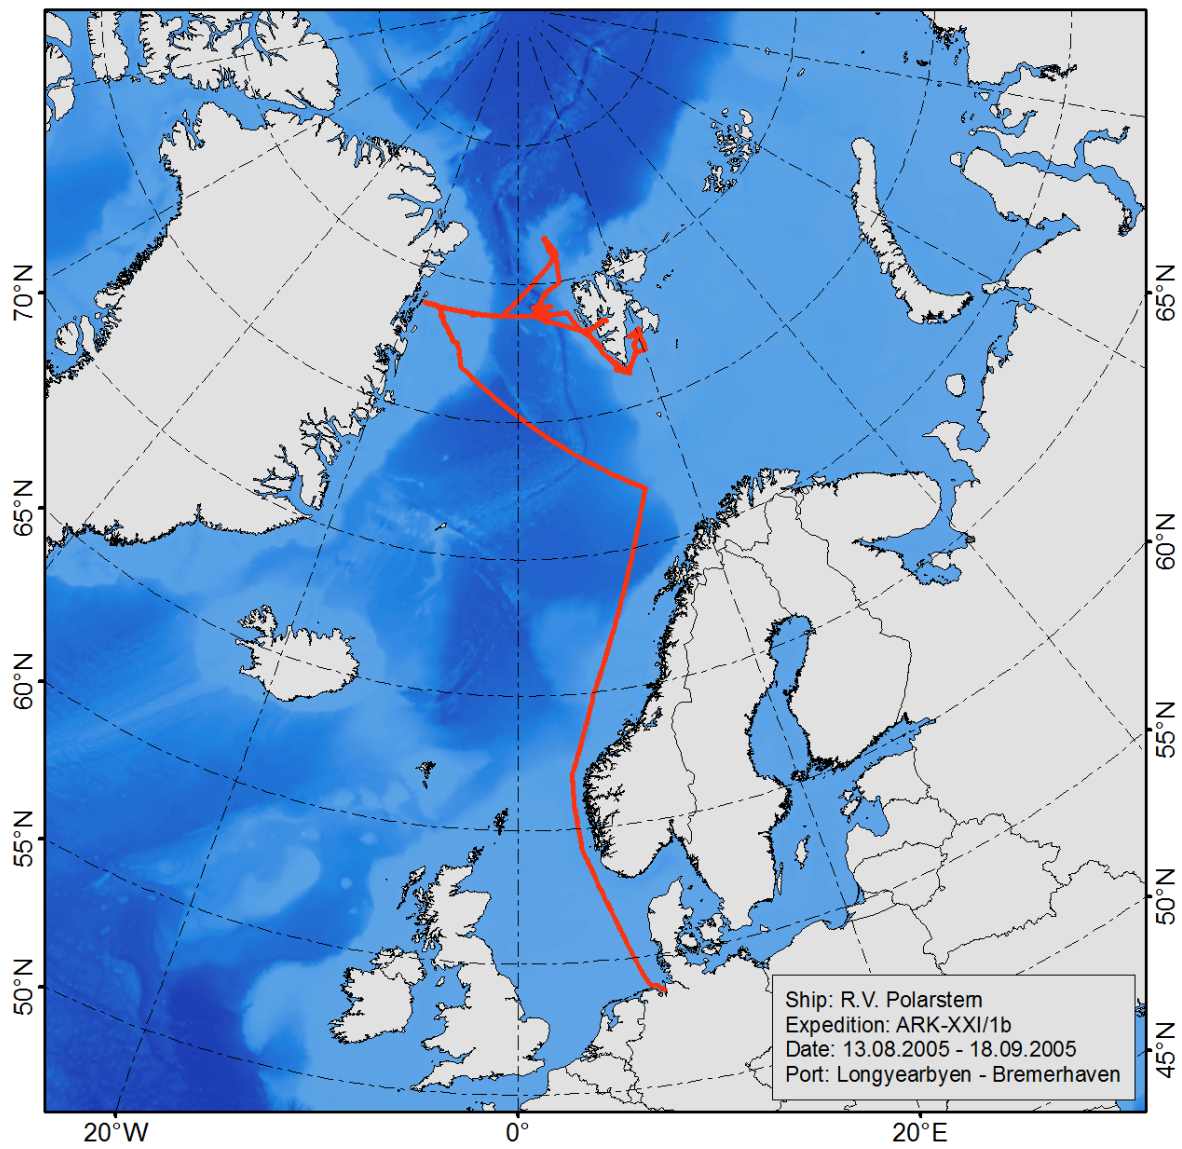 70°N
65°N
60°N
55°N
50°N
65°N
60°N
55°N
50°N
45°N
Ship: R.V. Polarstern
Expedition: ARK-XXI/1b
Date: 13.08.2005 - 18.09.2005
Port: Longyearbyen - Bremerhaven
20°W
0°
20°E